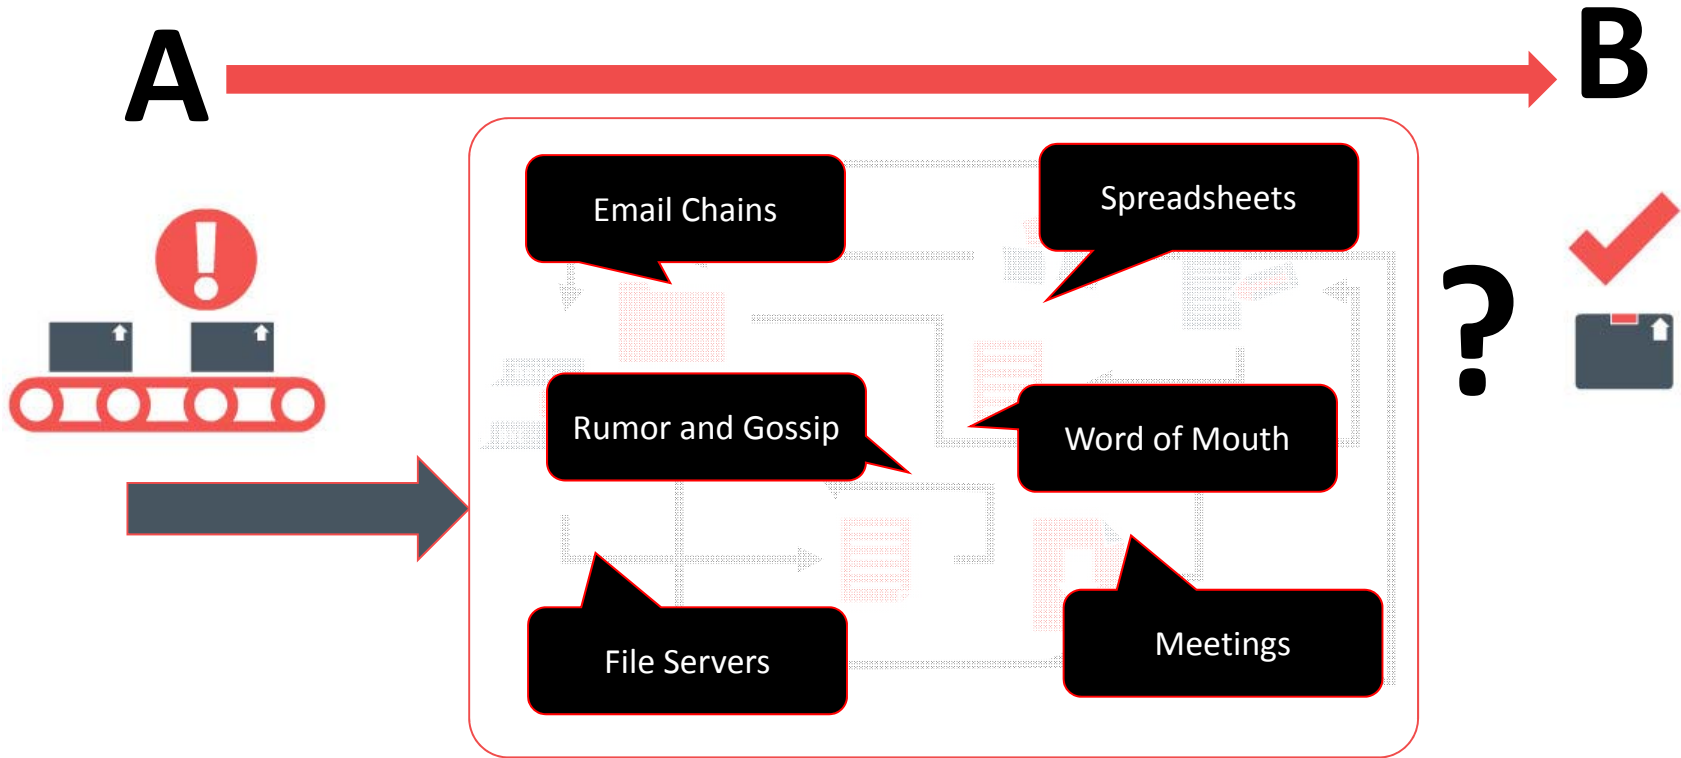 A
B
Email Chains
Spreadsheets
?
Rumor and Gossip
Word of Mouth
File Servers
Meetings